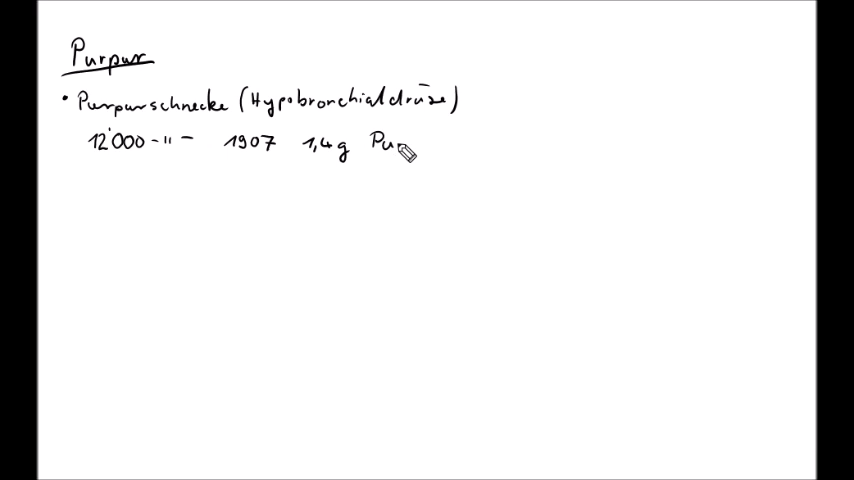 Purpur
• Purpurschnecke (Hypobronchialdrüse)
12'000 -"- 1907 1,4g Pu